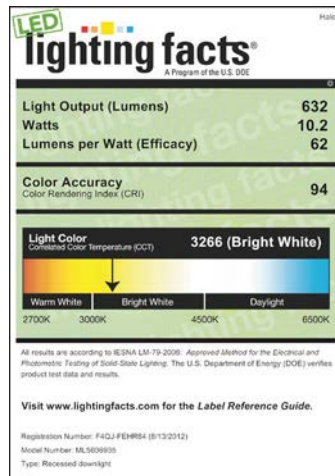 LED
Halo
lighting facts®
A Program of the U.S. DOE
Light Output (Lumens) 632
Watts 10.2
Lumens per Watt (Efficacy) 62
Color Accuracy 94
Color Rendering Index (CRI)
Light Color 3266 (Bright White)
Correlated Color Temperature (CCT)
Warm White Bright White Daylight
2700K 3000K 4500K 6500K
All results are according to IESNA LM-79-2008: Approved Method for the Electrical and
Photometric Testing of Solid-State Lighting. The U.S. Department of Energy (DOE) verifies
product test data and results.
Visit www.lightingfacts.com for the Label Reference Guide.
Registration Number: (8/13/2012)
Model Number:
Type: Recessed downlight